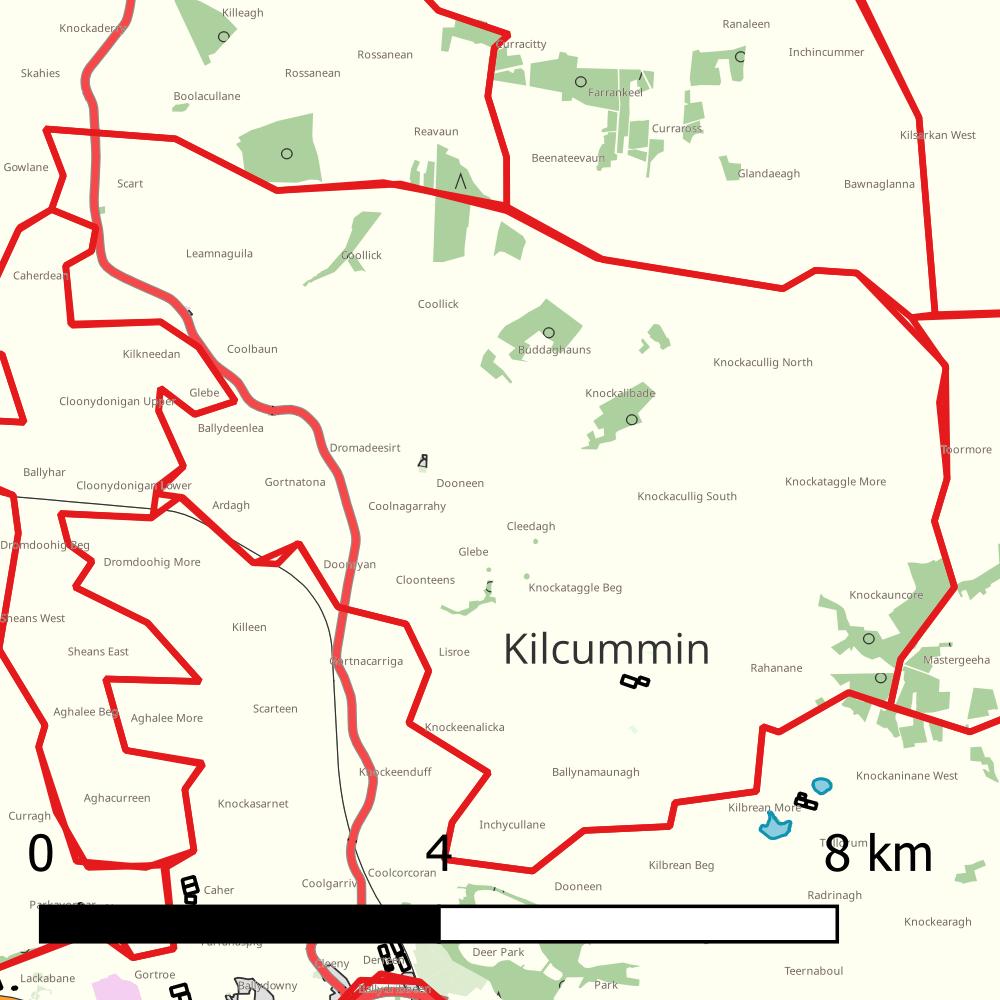 Killeagh
Knockaderry
Ranaleen
Curracitty
Inchincummer
Rossanean
Skahies
Rossanean
Boolacullane
Farrankeel
Reavaun
Curraross
Kilsarkan West
Beenateevaun
Gowlane
Glandaeagh
Scart
Bawnaglanna
Leamnaguila
Coollick
Caherdean
Coollick
Coolbaun
Buddaghauns
Kilkneedan
Knockacullig North
Glebe
Knockalibade
Cloonydonigan Upper
Ballydeenlea
Dromadeesirt
Toormore
Ballyhar
Gortnatona
Dooneen
Knockataggle More
Cloonydonigan Lower
Knockacullig South
Ardagh
Coolnagarrahy
Cleedagh
Dromdoohig Beg
Glebe
Dromdoohig More
Cloonteens
Knockataggle Beg
Knockauncore
Sheans West
Killeen
Kilcummin
Sheans East
Lisroe
Gortnacarriga
Rahanane
Mastergeeha
Scarteen
Aghalee Beg
Aghalee More
Knockeenalicka
Knockeenduff
Ballynamaunagh
Knockaninane West
Aghacurreen
Knockasarnet
Kilbrean More
Curragh
Inchycullane
0
4
8 km
Kilbrean Beg
Coolcorcoran
Coolgarriv
Dooneen
Caher
Radrinagh
Knockearagh
Deer Park
Lackabane
Gortroe
Teernaboul
Ballydowny
Park